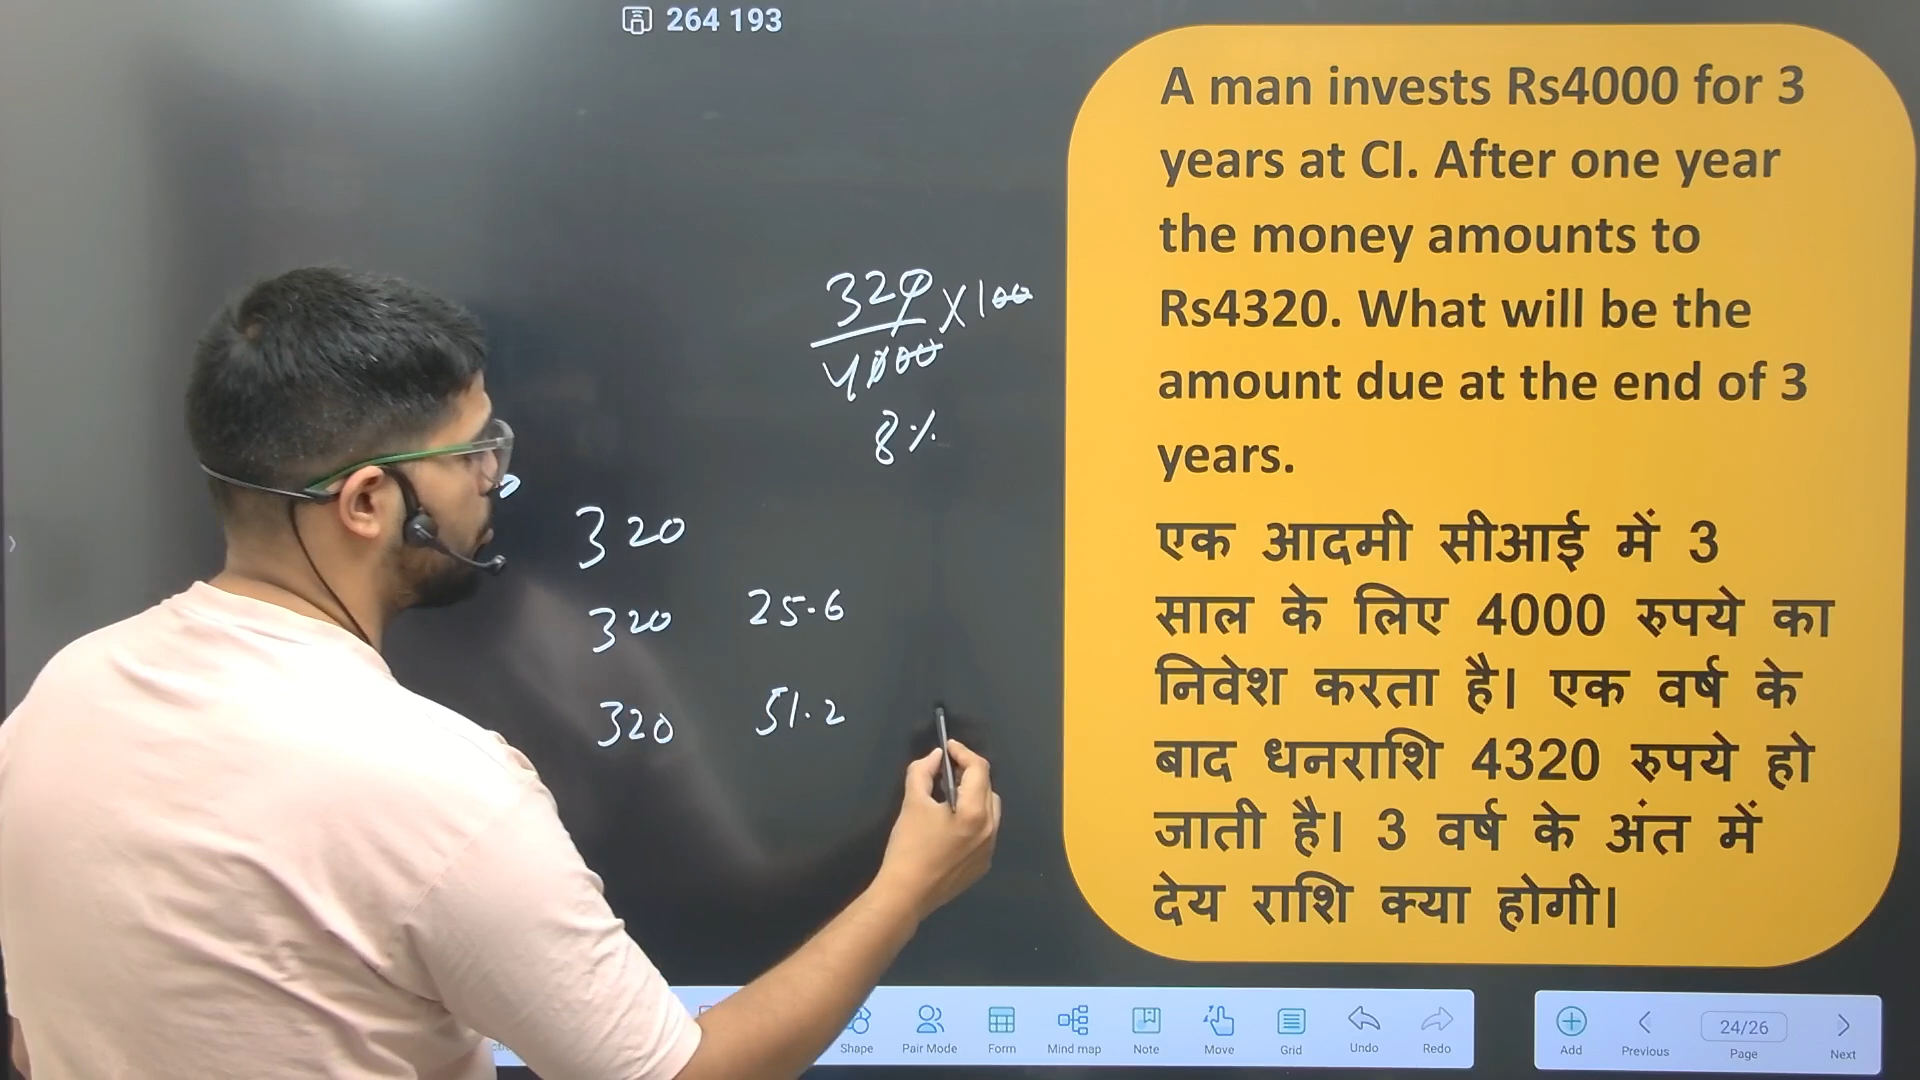 264 193
A man invests Rs4000 for 3
years at CI. After one year
the money amounts to
Rs4320. What will be the
amount due at the end of 3
years.
एक आदमी सीआई में 3
साल के लिए 4000 रुपये का
निवेश करता है। एक वर्ष के
बाद धनराशि 4320 रुपये हो
जाती है। 3 वर्ष के अंत में
देय राशि क्या होगी।
320 X 100
4000
8%
320
320 25.6
320 51.2
Shape Pair Mode Form Mind map Note Move Grid Undo Redo
Add Previous 24/26 Page Next